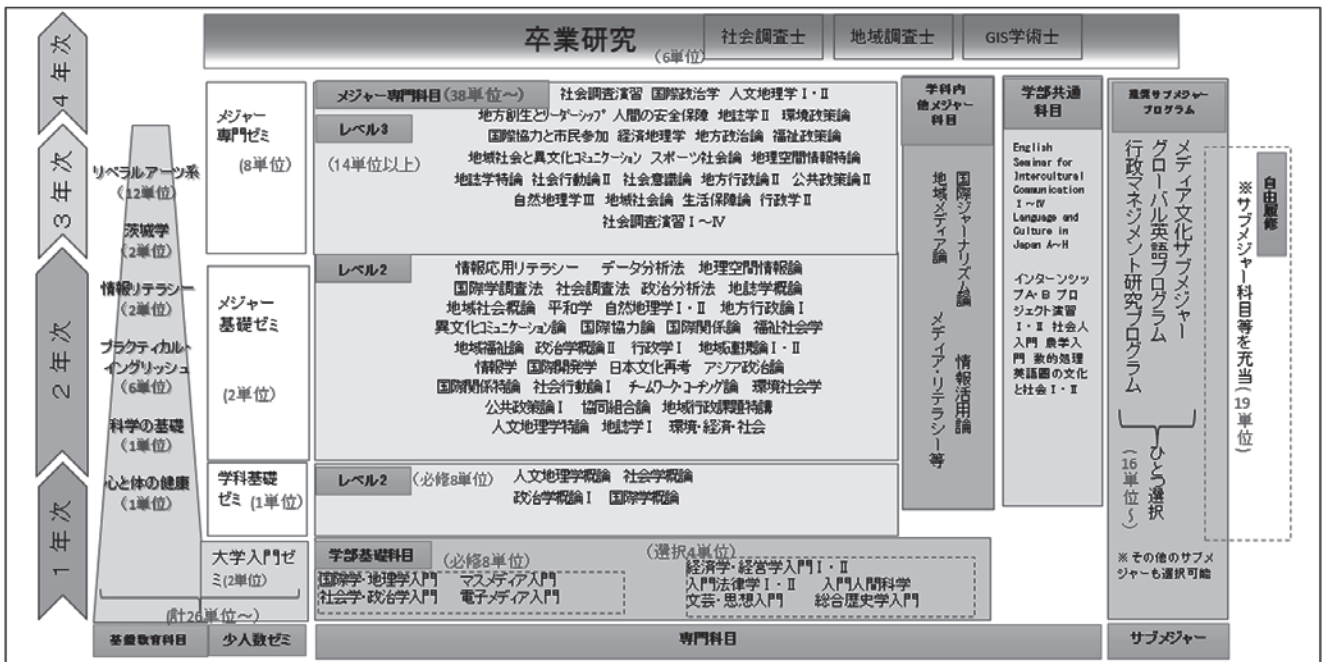 4年次
3年次
2年次
1年次
卒業研究
(6単位)
社会調査士
地域調査士
GIS学術士
リベラルアーツ系
(12単位)
茨城学
(2単位)
情報リテラシー
(2単位)
プラクティカル・
イングリッシュ
(6単位)
科学の基礎
(1単位)
心と体の健康
(1単位)
(計26単位～)
基盤教育科目
メジャー
専門ゼミ
(8単位)
メジャー
基礎ゼミ
(2単位)
学科基礎
ゼミ(1単位)
大学入門ゼ
ミ(2単位)
少人数ゼミ
メジャー専門科目(38単位～)
レベル3
(14単位以上)
社会調査演習 国際政治学 人文地理学Ⅰ・Ⅱ
地方創生とリーダーシップ 人間の安全保障 地誌学Ⅱ 環境政策論
国際協力と市民参加 経済地理学 地方政治論 福祉政策論
地域社会と異文化コミュニケーション スポーツ社会論 地理空間情報特論
地誌学特論 社会行動論Ⅱ 社会意識論 地方行政論Ⅱ 公共政策論Ⅱ
自然地理学Ⅲ 地域社会論 生活保障論 行政学Ⅱ
社会調査演習Ⅰ～Ⅳ
レベル2
情報応用リテラシー データ分析法 地理空間情報論
国際学調査法 社会調査法 政治分析法 地誌学概論
地域社会概論 平和学 自然地理学Ⅰ・Ⅱ 地方行政論Ⅰ
異文化コミュニケーション論 国際協力論 国際関係論 福祉社会学
地域福祉論 政治学概論Ⅱ 行政学Ⅰ 地域連携論Ⅰ・Ⅱ
情報学 国際開発学 日本文化再考 アジア政治論
国際関係特論 社会行動論Ⅰ チームワーク・コーチング論 環境社会学
公共政策論Ⅰ 協同組合論 地域行政課題特講
人文地理学特論 地誌学Ⅰ 環境・経済・社会
レベル2
(必修8単位)
人文地理学概論 社会学概論
政治学概論Ⅰ 国際学概論
学部基礎科目
(必修8単位)
国際学・地理学入門 マスメディア入門
社会学・政治学入門 電子メディア入門
(選択4単位)
経済学・経営学入門Ⅰ・Ⅱ
入門法律学Ⅰ・Ⅱ 入門人間科学
文芸・思想入門 総合歴史学入門
専門科目
学科内
他メジャー
科目
国際ジャーナリズム論 情報活用論
地域メディア論 メディア・リテラシー等
学部共通
科目
English
Seminar for
Intercultural
Communication
Ⅰ～Ⅳ
Language and
Culture in
Japan A～H
インターンシッ
プA・B プロ
ジェクト演習
Ⅰ・Ⅱ 社会人
入門 農学入
門 数的処理
英語圏の文化
と社会Ⅰ・Ⅱ
推奨サブメジャー
プログラム
メディア文化サブメジャー
グローバル英語プログラム
行政マネジメント研究プログラム
ひとつ選択
(16単位～)
※その他のサブメ
ジャーも選択可能
サブメジャー
自由履修
※サブメジャー科目等を充当(19単位)